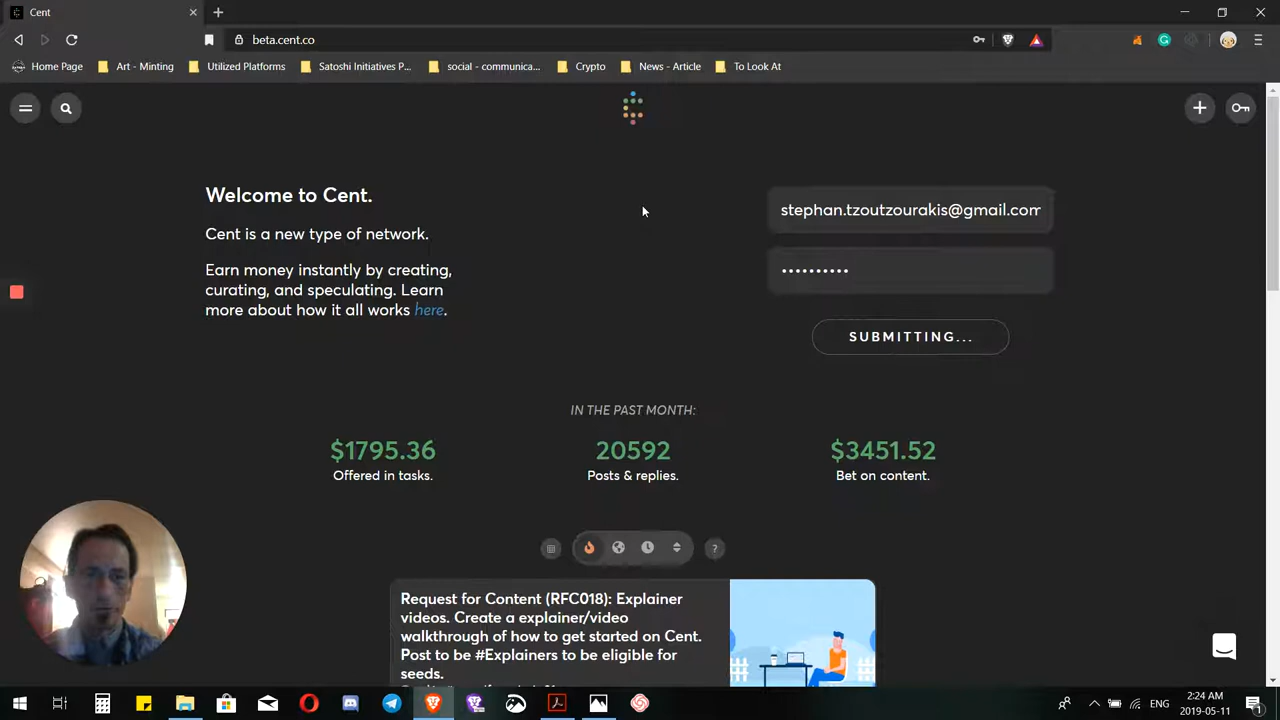 Cent
beta.cent.co
Home Page
Art - Minting
Utilized Platforms
Satoshi Initiatives P...
social - communica...
Crypto
News - Article
To Look At
Welcome to Cent.
Cent is a new type of network.
Earn money instantly by creating,
curating, and speculating. Learn
more about how it all works here.
stephan.tzoutzourakis@gmail.com
••••••••••
SUBMITTING...
IN THE PAST MONTH:
$1795.36
Offered in tasks.
20592
Posts & replies.
$3451.52
Bet on content.
?
Request for Content (RFC018): Explainer
videos. Create a explainer/video
walkthrough of how to get started on Cent.
Post to be #Explainers to be eligible for
seeds.
ENG
2:24 AM
2019-05-11
1